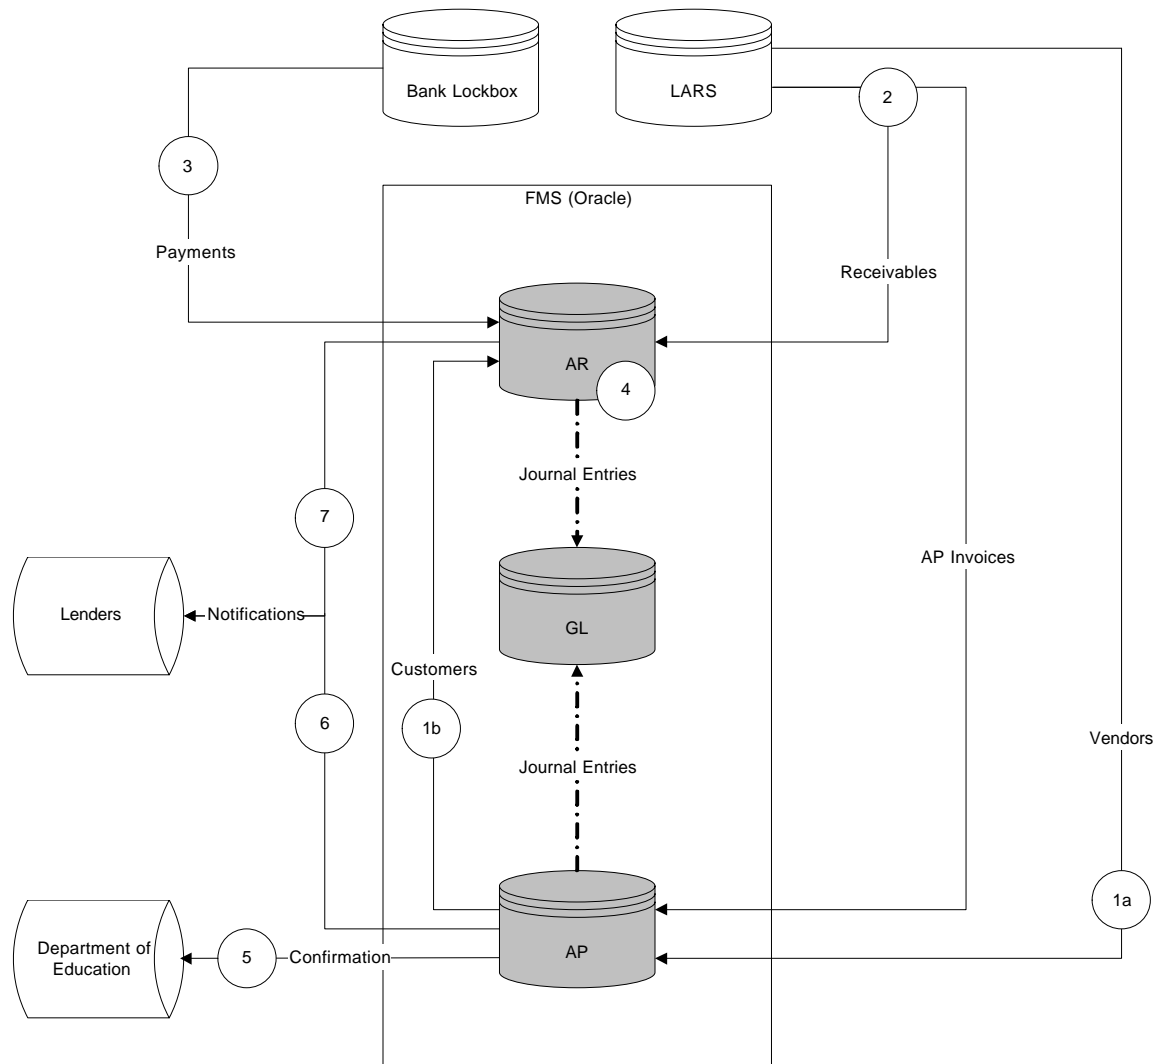 Bank Lockbox
LARS
2
3
FMS (Oracle)
Payments
Receivables
AR
4
Journal Entries
7
AP Invoices
Lenders
Notifications
GL
Customers
6
1b
Vendors
Journal Entries
1a
Department of
Education
5
Confirmation
AP